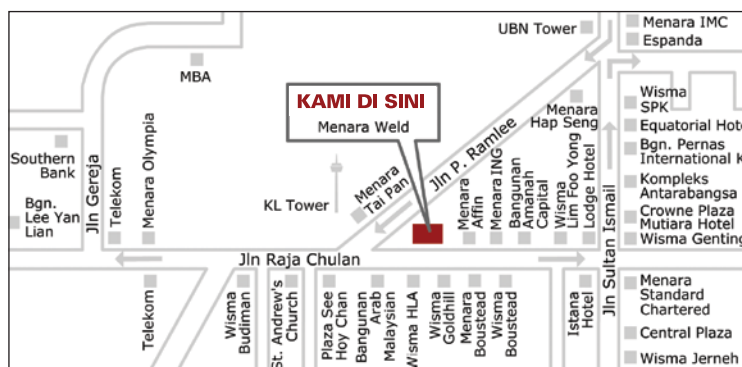 UBN Tower
Menara IMC
Espanda
MBA
KAMI DI SINI
Menara Weld
Wisma
SPK
Equatorial Hote
Bgn. Pernas
International K
Kompleks
Antarabangsa
Crowne Plaza
Mutiara Hotel
Wisma Genting
Menara
Hap Seng
Jln P. Ramlee
Southern
Bank
Bgn.
Lee Yan
Lian
Jln Gereja
Telekom
Menara Olympia
KL Tower
Menara
Tai Pan
Menara
Affin
Menara ING
Bangunan
Amanah
Capital
Wisma
Lim Foo Yong
Lodge Hotel
Jln Sultan Ismail
Jln Raja Chulan
Telekom
Wisma
Budiman
St. Andrew's
Church
Plaza See
Hoy Chan
Bangunan
Arab
Malaysian
Wisma HLA
Wisma
Goldhill
Menara
Boustead
Wisma
Boustead
Istana
Hotel
Menara
Standard
Chartered
Central Plaza
Wisma Jerneh